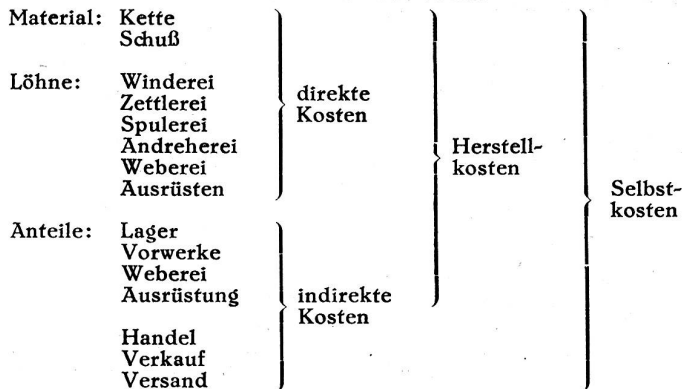 Material: Kette
Schuß
Löhne: Winderei
Zettlerei
Spulerei
Andreherei
Weberei
Ausrüsten
direkte
Kosten
Anteile: Lager
Vorwerke
Weberei
Ausrüstung
Handel
Verkauf
Versand
indirekte
Kosten
Herstell-
kosten
Selbst-
kosten